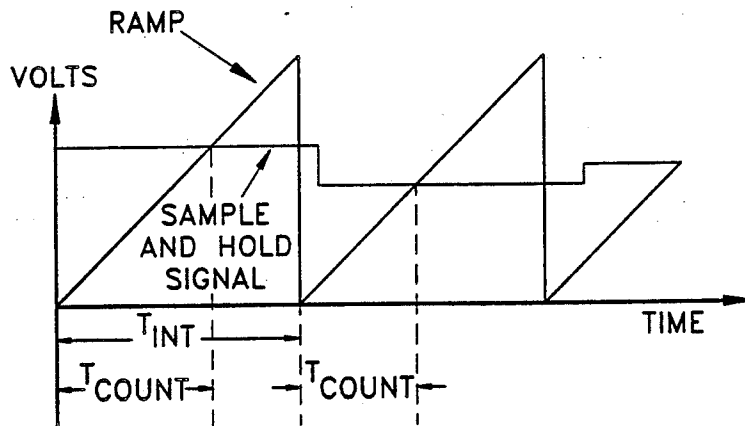 RAMP
VOLTS
SAMPLE
AND HOLD
SIGNAL
TIME
TINT
TCOUNT
TCOUNT